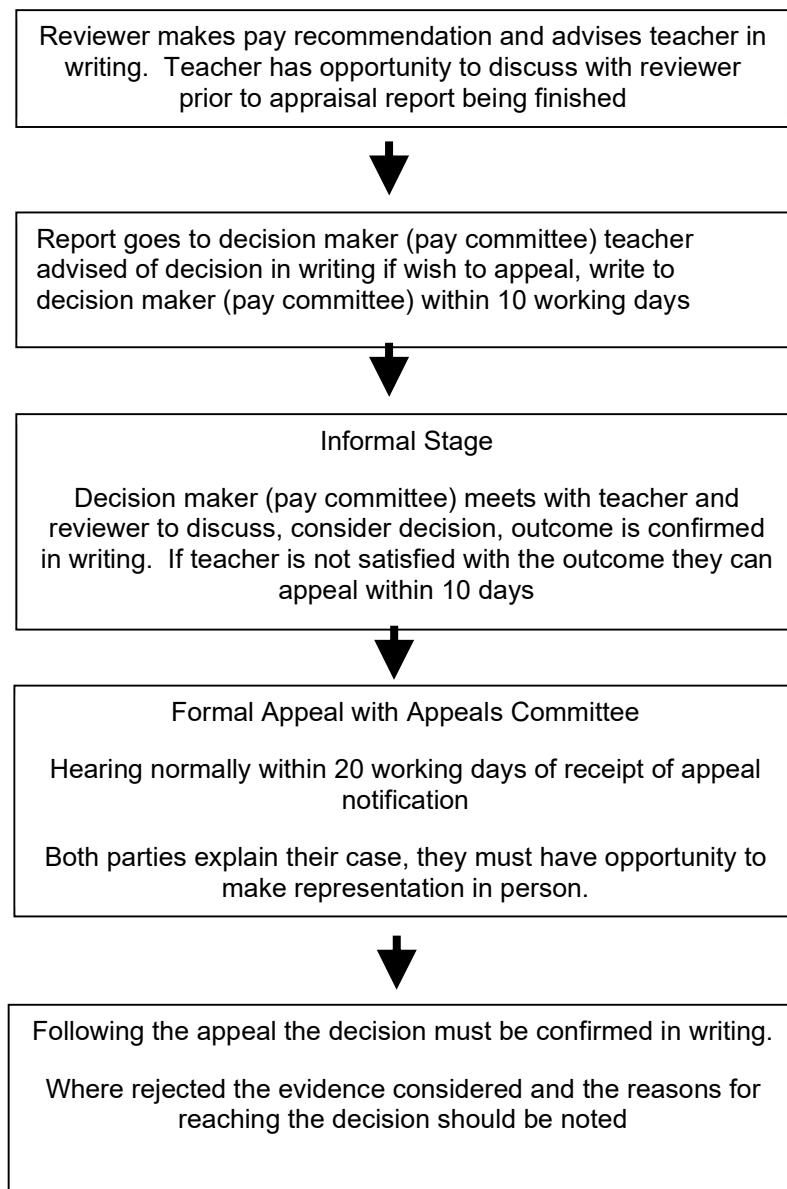 Reviewer makes pay recommendation and advises teacher in
writing.  Teacher has opportunity to discuss with reviewer
prior to appraisal report being finished
Report goes to decision maker (pay committee) teacher
advised of decision in writing if wish to appeal, write to
decision maker (pay committee) within 10 working days
Informal Stage
Decision maker (pay committee) meets with teacher and
reviewer to discuss, consider decision, outcome is confirmed
in writing.  If teacher is not satisfied with the outcome they can
appeal within 10 days
Formal Appeal with Appeals Committee
Hearing normally within 20 working days of receipt of appeal
notification
Both parties explain their case, they must have opportunity to
make representation in person.
Following the appeal the decision must be confirmed in writing.
Where rejected the evidence considered and the reasons for
reaching the decision should be noted